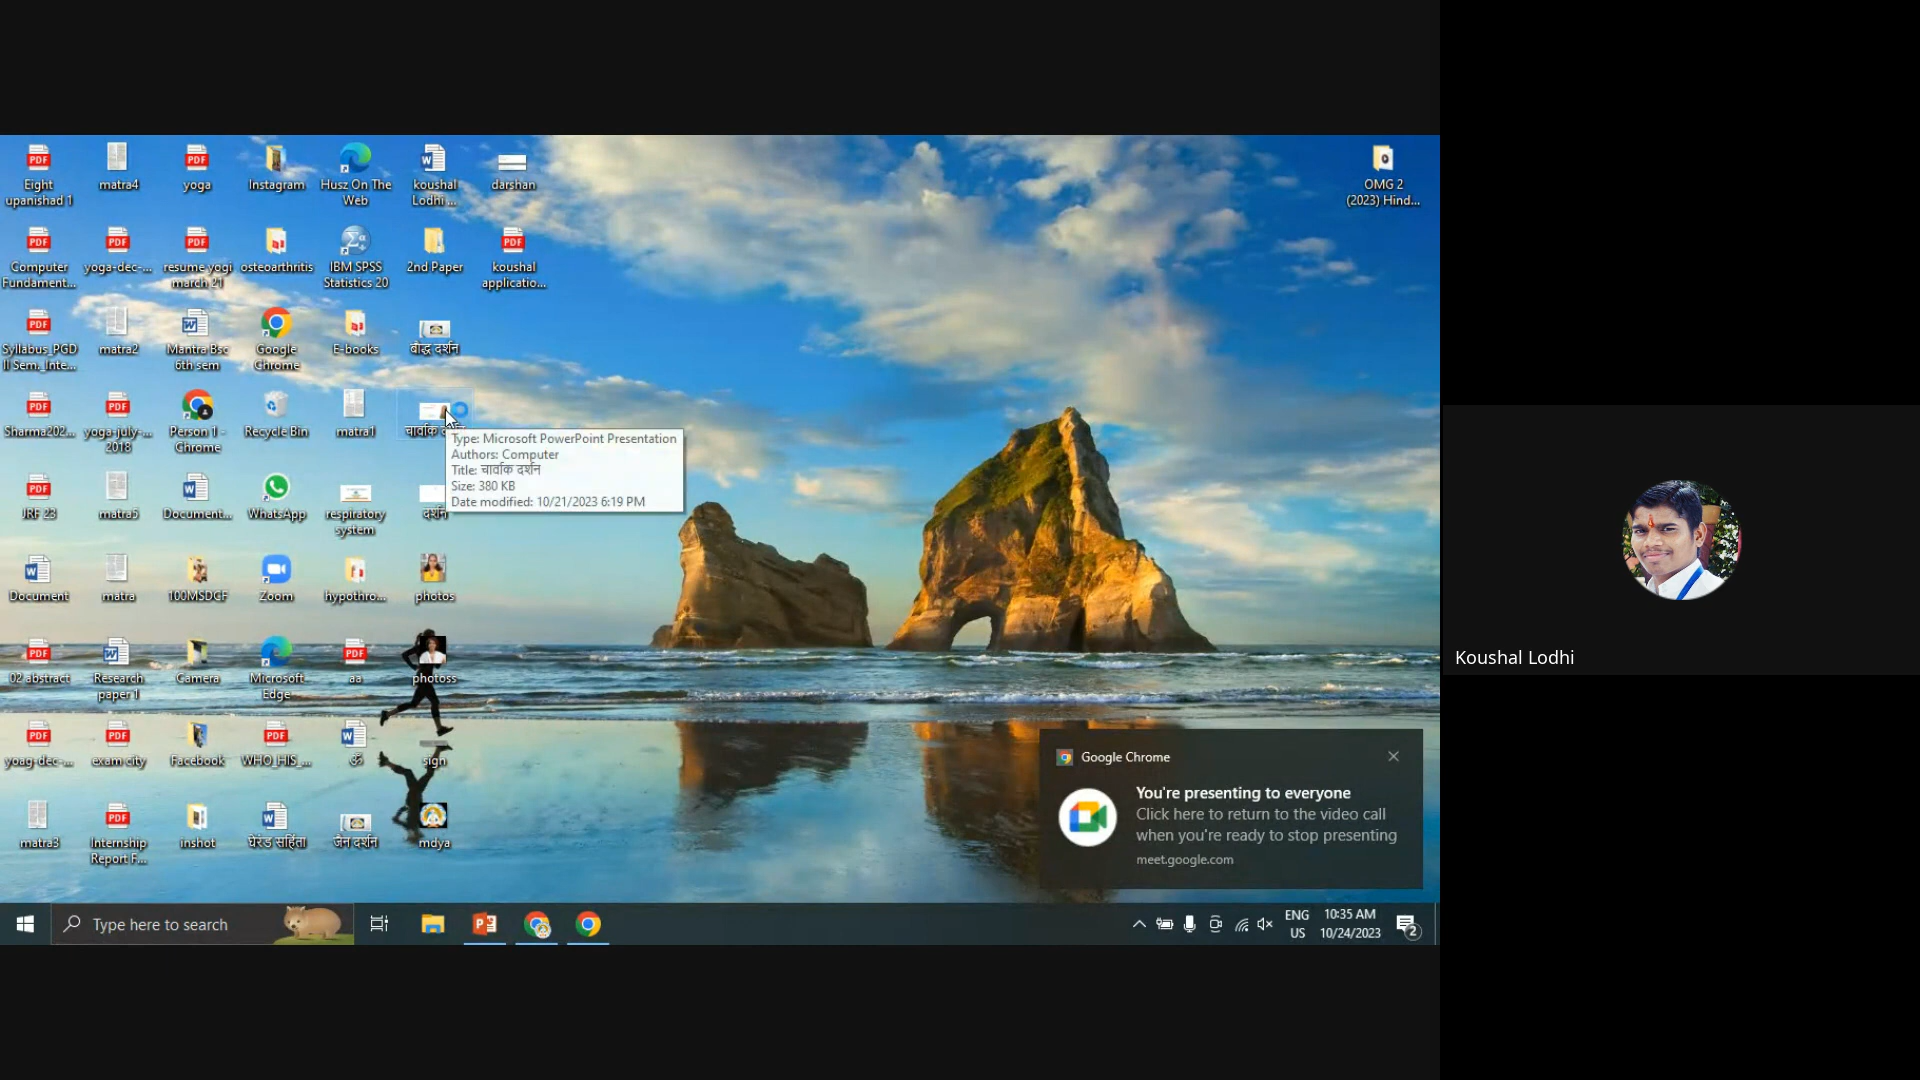 Eight
upanishad 1
matra4
yoga
Instagram
Husz On The
Web
koushal
Lodhi ...
darshan
OMG 2
(2023) Hind...
Computer
Fundament...
yoga-dec-...
resume yogi
march 21
osteoarthritis
IBM SPSS
Statistics 20
2nd Paper
koushal
applicatio...
Syllabus_PGD
II Sem._Inte...
matra2
Mantra Bsc
6th sem
Google
Chrome
E-books
बौद्ध दर्शन
Sharma202...
yoga-july-...
2018
Person 1 -
Chrome
Recycle Bin
matra1
चार्वाक
Type: Microsoft PowerPoint Presentation
Authors: Computer
Title: चार्वाक दर्शन
Size: 380 KB
Date modified: 10/21/2023 6:19 PM
JRF 23
matra5
Document...
WhatsApp
respiratory
system
दर्शन
Document
matra
100MSDCF
Zoom
hypothro...
photos
02 abstract
Research
paper 1
Camera
Microsoft
Edge
aa
photoss
yoag-dec-...
exam city
Facebook
WHO_HIS_...
ॐ
sign
matra3
Internship
Report F...
inshot
घेरंड संहिता
जैन दर्शन
mdya
Google Chrome
You're presenting to everyone
Click here to return to the video call
when you're ready to stop presenting
meet.google.com
Type here to search
ENG
US
10:35 AM
10/24/2023
2
Koushal Lodhi